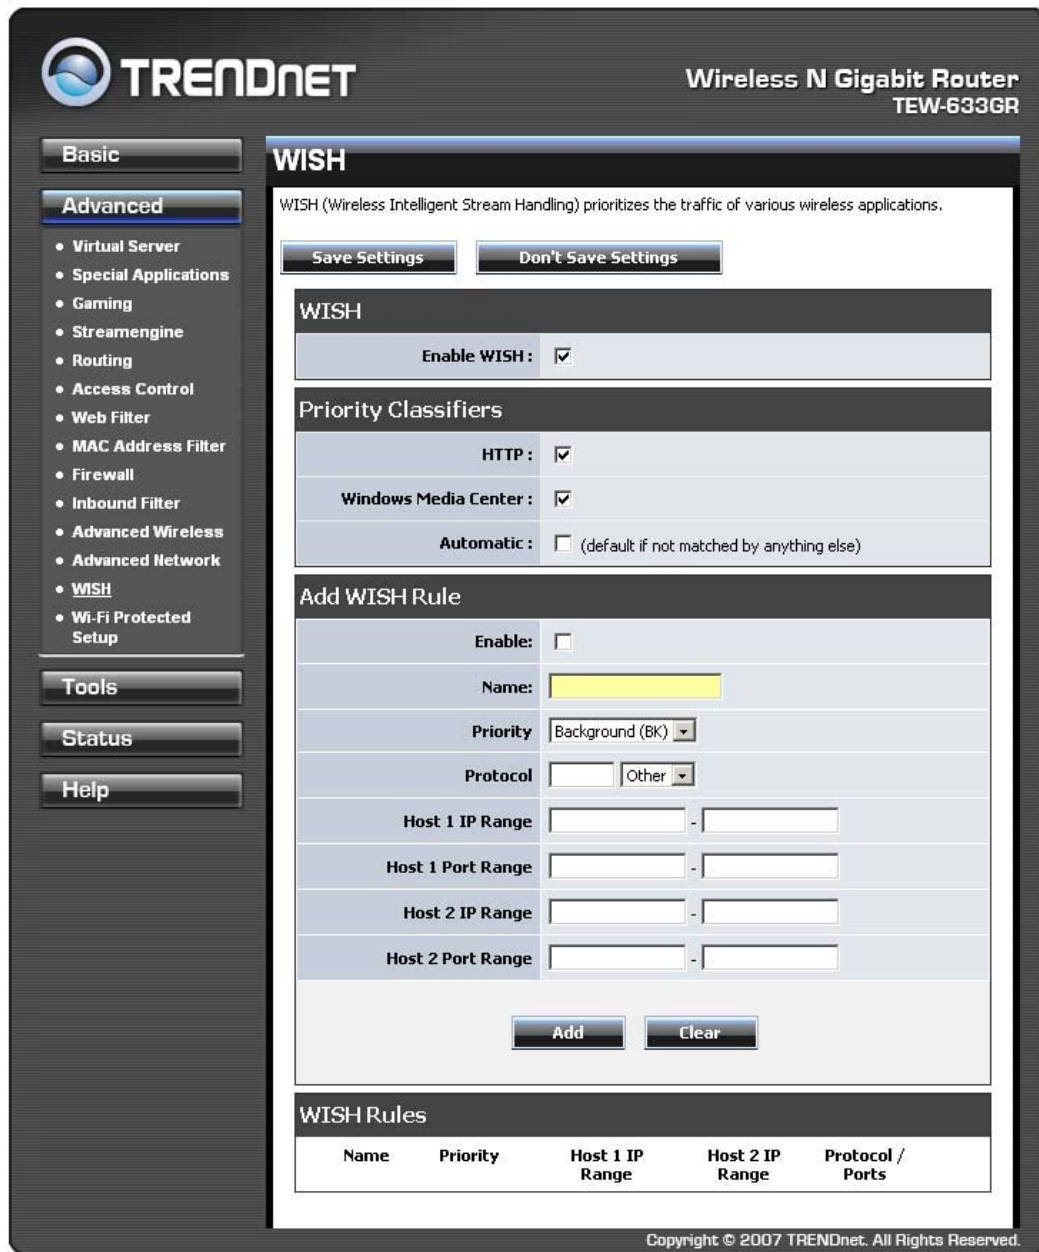 TRENDNET
Wireless N Gigabit Router
TEW-633GR
Basic
Advanced
• Virtual Server
• Special Applications
• Gaming
• Streamengine
• Routing
• Access Control
• Web Filter
• MAC Address Filter
• Firewall
• Inbound Filter
• Advanced Wireless
• Advanced Network
• WISH
• Wi-Fi Protected
Setup
Tools
Status
Help
WISH
WISH (Wireless Intelligent Stream Handling) prioritizes the traffic of various wireless applications.
Save Settings
Don't Save Settings
WISH
Enable WISH :
Priority Classifiers
HTTP :
Windows Media Center :
Automatic : (default if not matched by anything else)
Add WISH Rule
Enable:
Name:
Priority Background (BK)
Protocol Other
Host 1 IP Range -
Host 1 Port Range -
Host 2 IP Range -
Host 2 Port Range -
Add Clear
WISH Rules
Name Priority Host 1 IP Range Host 2 IP Range Protocol / Ports
Copyright © 2007 TRENDnet. All Rights Reserved.